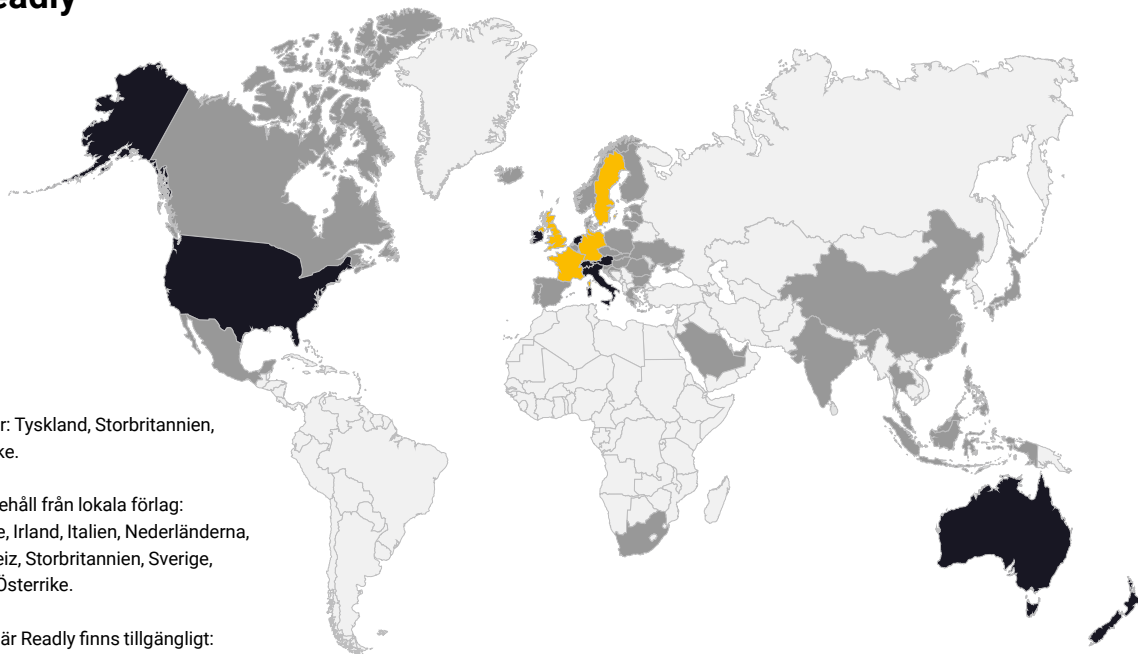 eadly
r: Tyskland, Storbritannien,
ke.
ehåll från lokala förlag:
e, Irland, Italien, Nederländerna,
eiz, Storbritannien, Sverige,
Österrike.
är Readly finns tillgängligt: